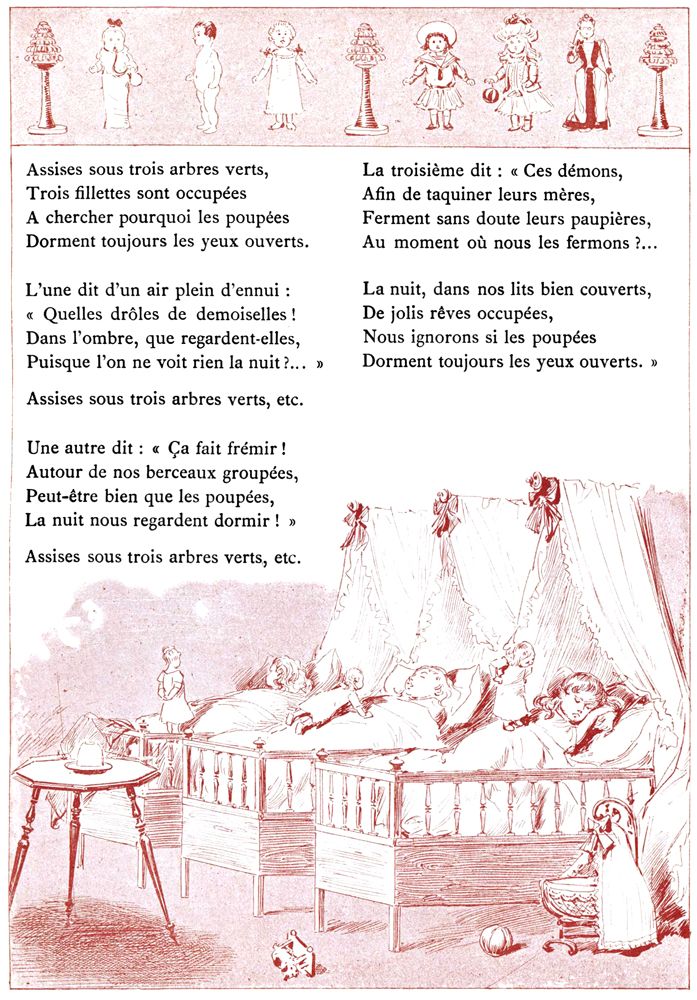 Assises sous trois arbres verts,
Trois fillettes sont occupées
A chercher pourquoi les poupées
Dorment toujours les yeux ouverts.
L'une dit d'un air plein d'ennui :
« Quelles drôles de demoiselles !
Dans l'ombre, que regardent-elles,
Puisque l'on ne voit rien la nuit ?... »
Assises sous trois arbres verts, etc.
Une autre dit : « Ça fait frémir !
Autour de nos berceaux groupées,
Peut-être bien que les poupées,
La nuit nous regardent dormir ! »
Assises sous trois arbres verts, etc.
La troisième dit : « Ces démons,
Afin de taquiner leurs mères,
Ferment sans doute leurs paupières,
Au moment où nous les fermons ?...
La nuit, dans nos lits bien couverts,
De jolis rêves occupées,
Nous ignorons si les poupées
Dorment toujours les yeux ouverts. »